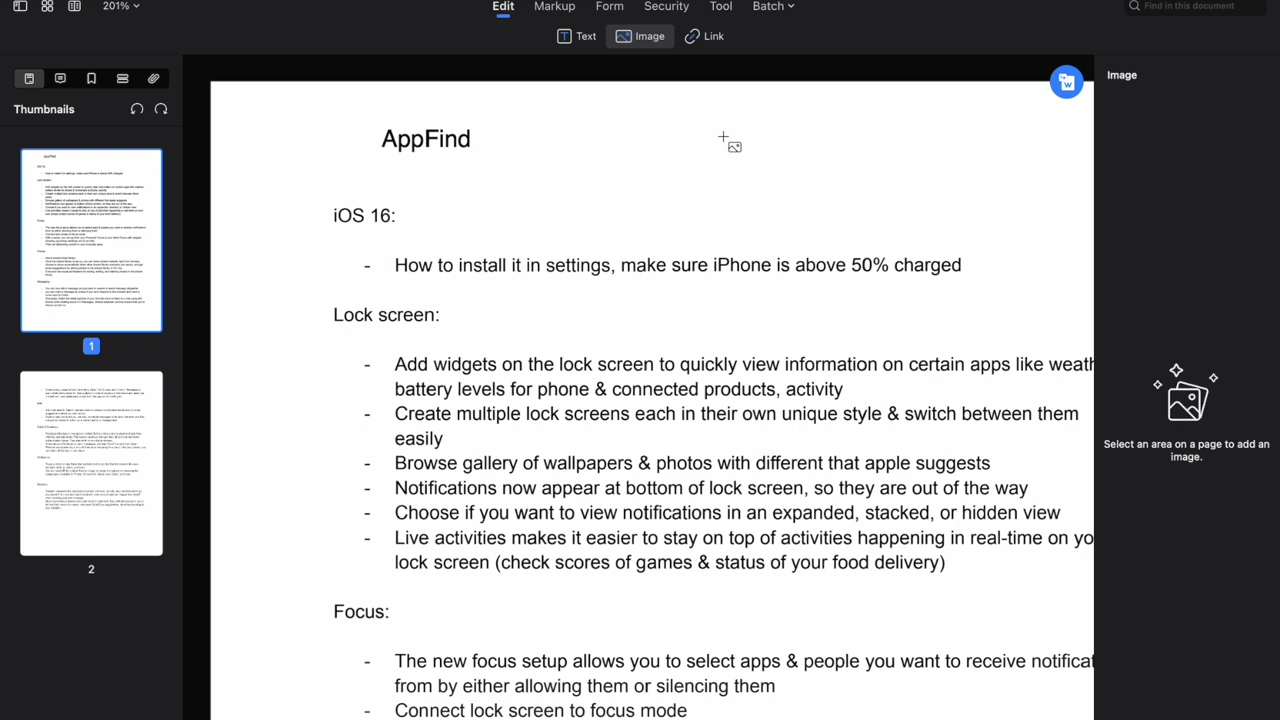 201%
Edit
Markup
Form
Security
Tool
Batch
Find in this document
Text
Image
Link
Thumbnails
1
2
AppFind
iOS 16:
- How to install it in settings, make sure iPhone is above 50% charged
Lock screen:
- Add widgets on the lock screen to quickly view information on certain apps like weath
battery levels for phone & connected products, activity
- Create multiple lock screens each in their own unique style & switch between them
easily
- Browse gallery of wallpapers & photos with different that apple suggests
- Notifications now appear at bottom of lock screen, so they are out of the way
- Choose if you want to view notifications in an expanded, stacked, or hidden view
- Live activities makes it easier to stay on top of activities happening in real-time on yo
lock screen (check scores of games & status of your food delivery)
Focus:
- The new focus setup allows you to select apps & people you want to receive notificat
from by either allowing them or silencing them
- Connect lock screen to focus mode
W
Image
Select an area on a page to add an
image.